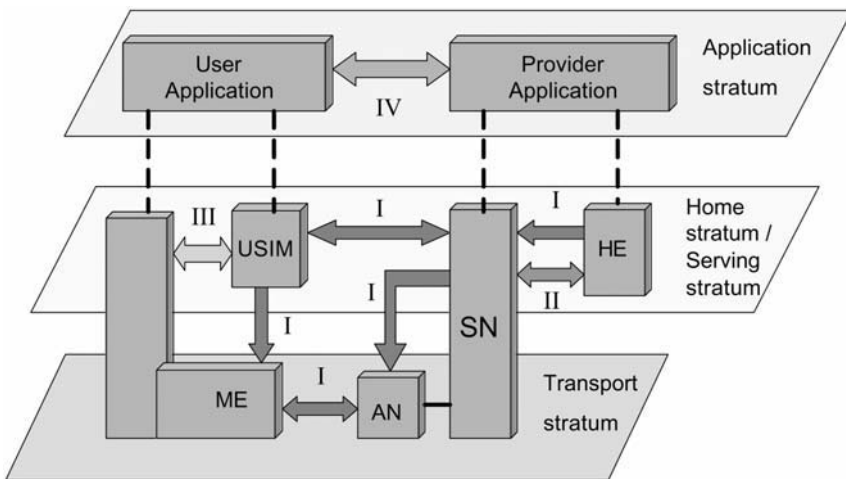 User
Application
Provider
Application
Application
stratum
IV
III
USIM
I
I
HE
Home
stratum /
Serving
stratum
I
II
I
SN
ME
I
AN
Transport
stratum